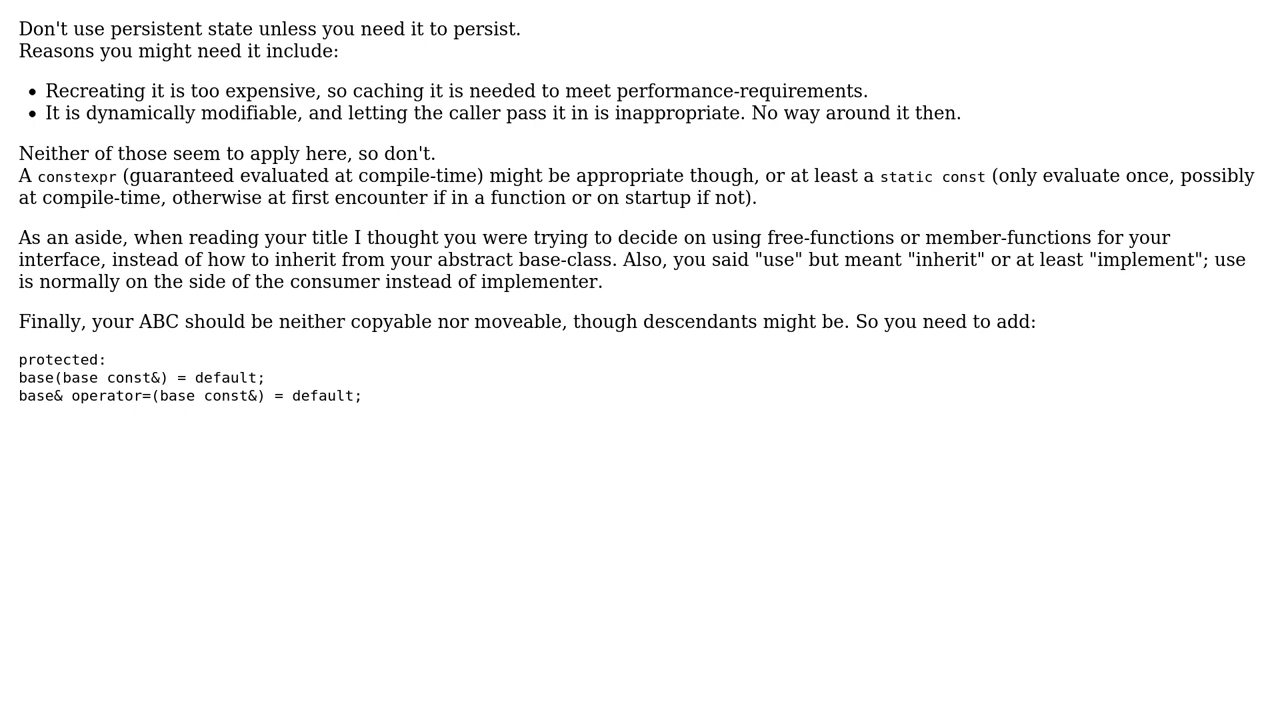 Don't use persistent state unless you need it to persist.
Reasons you might need it include:
• Recreating it is too expensive, so caching it is needed to meet performance-requirements.
• It is dynamically modifiable, and letting the caller pass it in is inappropriate. No way around it then.
Neither of those seem to apply here, so don't.
A constexpr (guaranteed evaluated at compile-time) might be appropriate though, or at least a static const (only evaluate once, possibly
at compile-time, otherwise at first encounter if in a function or on startup if not).
As an aside, when reading your title I thought you were trying to decide on using free-functions or member-functions for your
interface, instead of how to inherit from your abstract base-class. Also, you said "use" but meant "inherit" or at least "implement"; use
is normally on the side of the consumer instead of implementer.
Finally, your ABC should be neither copyable nor moveable, though descendants might be. So you need to add:
protected:
base(base const&) = default;
base& operator=(base const&) = default;